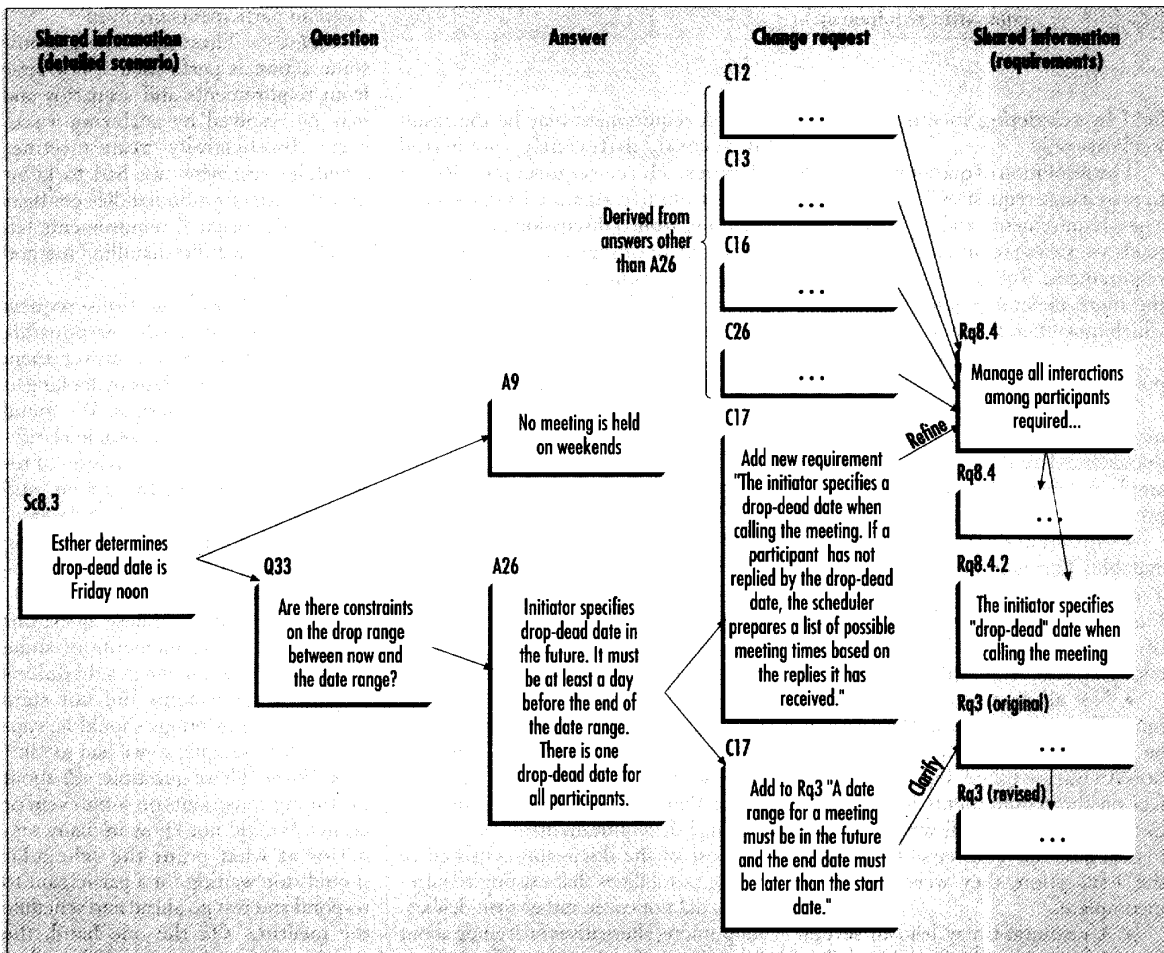 Shared information
(detailed scenario)
Question
Answer
Change request
Shared information
(requirements)
C12
...
C13
...
C16
...
C26
...
Derived from
answers other
than A26
Rq8.4
Manage all interactions
among participants
required...
Refine
A9
No meeting is held
on weekends
C17
Add new requirement
"The initiator specifies a
drop-dead date when
calling the meeting. If a
participant has not
replied by the drop-dead
date, the scheduler
prepares a list of possible
meeting times based on
the replies it has
received."
Rq8.4
...
Sc8.3
Esther determines
drop-dead date is
Friday noon
Q33
Are there constraints
on the drop range
between now and
the date range?
A26
Initiator specifies
drop-dead date in
the future. It must
be at least a day
before the end of
the date range.
There is one
drop-dead date for
all participants.
Rq8.4.2
The initiator specifies
"drop-dead" date when
calling the meeting
C17
Add to Rq3 "A date
range for a meeting
must be in the future
and the end date must
be later than the start
date."
Clarify
Rq3 (original)
...
Rq3 (revised)
...